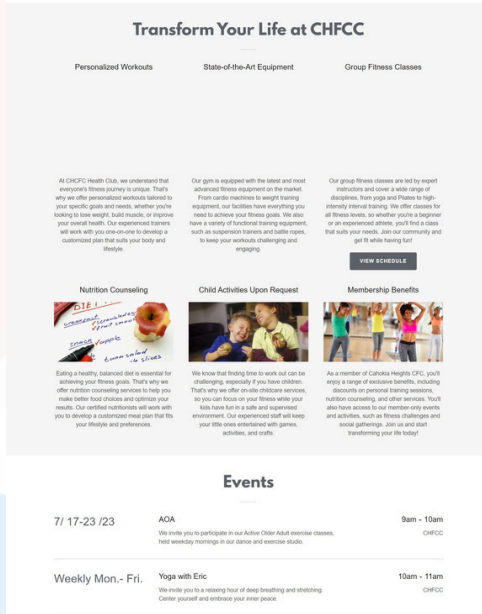 Transform Your Life at CHFCC
Personalized Workouts
At CHCFC Health Club, we understand that
everyone's fitness journey is unique. That's
why we offer personalized workouts tailored to
your specific goals and needs, whether you're
looking to lose weight, build muscle, or improve
your overall health. Our experienced trainers
will work with you one-on-one to develop a
customized plan that suits your body and
lifestyle.
State-of-the-Art Equipment
Our gym is equipped with the latest and most
advanced fitness equipment on the market.
From cardio machines to weight training
equipment, our facilities have everything you
need to achieve your fitness goals. We also
have a variety of functional training equipment,
such as suspension trainers and battle ropes,
to keep your workouts challenging and
engaging.
Group Fitness Classes
Our group fitness classes are led by expert
instructors and cover a wide range of
disciplines, from yoga and Pilates to high-
intensity interval training. We offer classes for
all fitness levels, so whether you're a beginner
or an experienced athlete, you'll find a class
that suits your needs. Join our community and
get fit while having fun!
VIEW SCHEDULE
Nutrition Counseling
DIET
breakfast
snack
apple
tuna salad
slices
Eating a healthy, balanced diet is essential for
achieving your fitness goals. That's why we
offer nutrition counseling services to help you
make better food choices and optimize your
results. Our certified nutritionists will work with
you to develop a customized meal plan that fits
your lifestyle and preferences.
Child Activities Upon Request
We know that finding time to work out can be
challenging, especially if you have children.
That's why we offer on-site childcare services,
so you can focus on your fitness while your
kids have fun in a safe and supervised
environment. Our experienced staff will keep
your little ones entertained with games,
activities, and crafts.
Membership Benefits
As a member of Cahokia Heights CFC, you'll
enjoy a range of exclusive benefits, including
discounts on personal training sessions,
nutrition counseling, and other services. You'll
also have access to our member-only events
and activities, such as fitness challenges and
social gatherings. Join us and start
transforming your life today!
Events
7/ 17-23 /23
AOA
We invite you to participate in our Active Older Adult exercise classes,
held weekday mornings in our dance and exercise studio.
9am - 10am
CHFCC
Weekly Mon.- Fri.
Yoga with Eric
We invite you to a relaxing hour of deep breathing and stretching.
Center yourself and embrace your inner peace.
10am - 11am
CHFCC